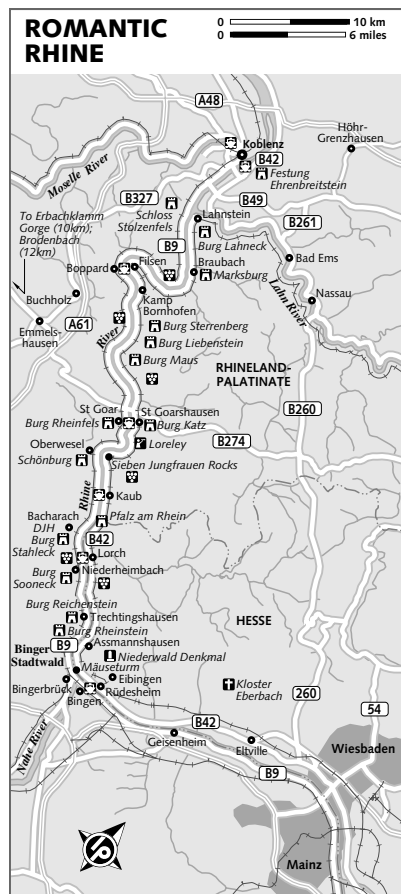 ROMANTIC
RHINE
0 10 km
0 6 miles
A48
Koblenz
Höhr-
Grenzhausen
B42
Festung
Ehrenbreitstein
Moselle River
B327
B49
Schloss
Stolzenfels
Lahnstein
B261
To Erbachklamm
Gorge (10km);
Brodenbach
(12km)
B9
Burg Lahneck
Filsen
Boppard
Braubach
Marksburg
Bad Ems
Lahn River
Nassau
Buchholz
Kamp
Bornhofen
A61
Emmels-
hausen
River
Burg Sterrenberg
Burg Liebenstein
Burg Maus
RHINELAND-
PALATINATE
St Goar
St Goarshausen
Burg Rheinfels
Burg Katz
B260
B274
Oberwesel
Loreley
Schönburg
Sieben Jungfrauen Rocks
Rhine
Kaub
Bacharach
Pfalz am Rhein
DJH
Burg
Stahleck
B42
Lorch
Burg
Sooneck
Niederheimbach
Burg Reichenstein
Trechtingshausen
HESSE
Burg Rheinstein
B9
Assmannshausen
Binger
Stadtwald
Niederwald Denkmal
Mäuseturm
Eibingen
Kloster
Eberbach
Bingerbrück
Rüdesheim
Bingen
260
54
B42
Nahe River
Geisenheim
Eltville
Wiesbaden
B9
Mainz